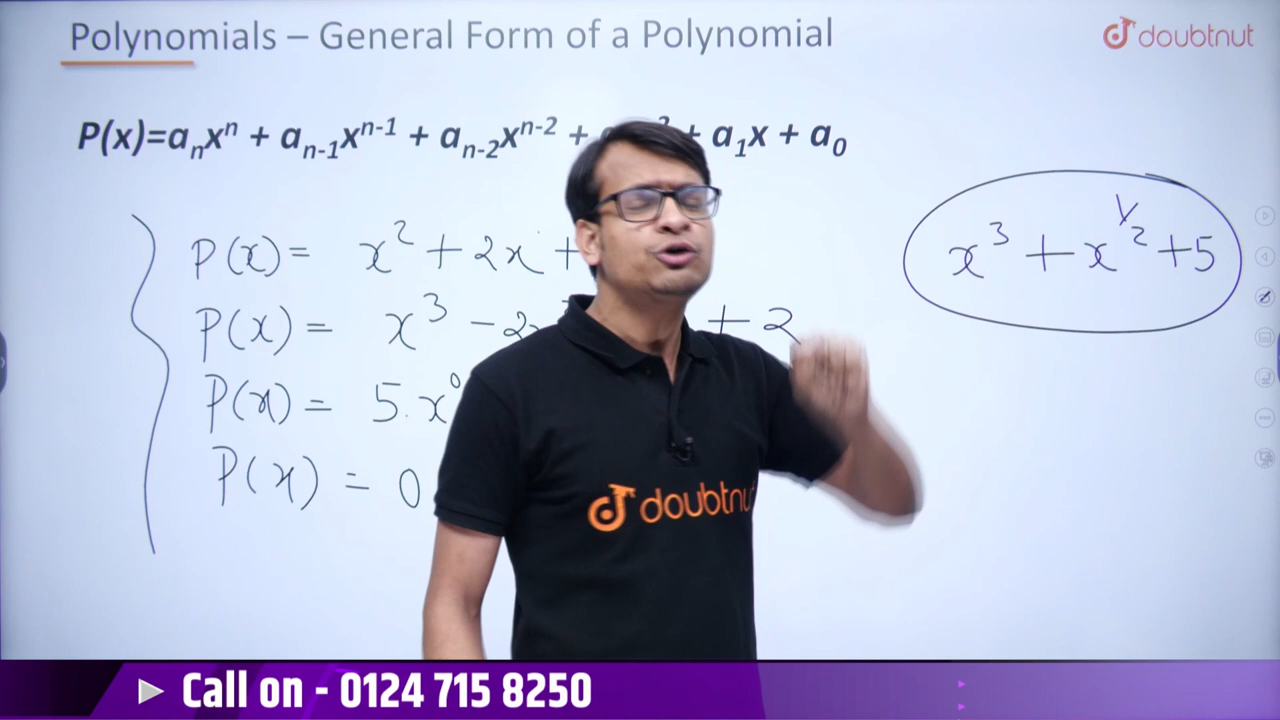 Polynomials – General Form of a Polynomial
doubtnut
P(x)=aₙxⁿ + aₙ₋₁xⁿ⁻¹ + aₙ₋₂xⁿ⁻² + + a₁x + a₀
P(x) = x² + 2x +
x³ + x^1/2 + 5
P(x) = x³ - 2 + 2
P(x) = 5.x⁰
P(x) = 0
doubtnut
Call on - 0124 715 8250